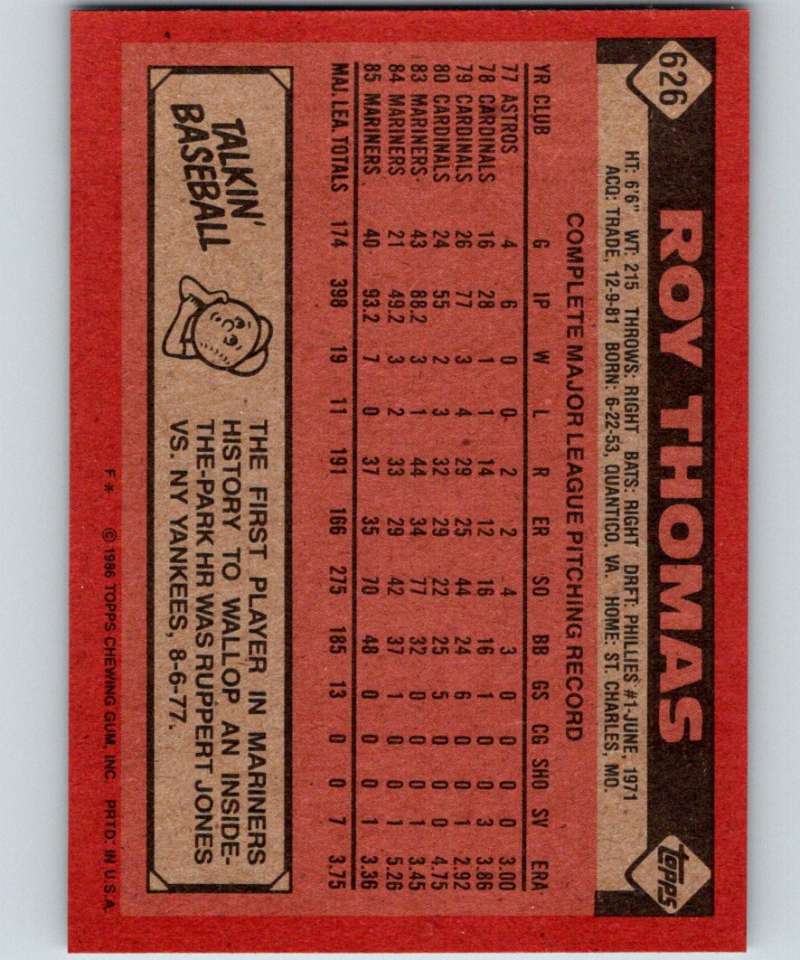 626 ROY THOMAS topps
HT: 6'6" WT: 215 THROWS: RIGHT BATS: RIGHT DRFT: PHILLIES #1-JUNE, 1971
ACQ: TRADE, 12-9-81 BORN: 6-22-53, QUANTICO, VA. HOME: ST. CHARLES, MO.
COMPLETE MAJOR LEAGUE PITCHING RECORD
YR CLUB G IP W L R ER SO BB GS CG SHO SV ERA
77 ASTROS 4 6 0 0 2 2 4 3 0 0 0 0 3.00
78 CARDINALS 16 28 1 1 14 12 16 16 1 0 0 3 3.86
79 CARDINALS 26 77 3 4 29 25 44 24 6 0 0 1 2.92
80 CARDINALS 24 55 2 3 32 29 22 25 5 0 0 0 4.75
83 MARINERS 43 88.2 3 1 44 34 77 32 0 0 0 1 3.45
84 MARINERS 21 49.2 3 2 33 29 42 37 1 0 0 1 5.26
85 MARINERS 40 93.2 7 0 37 35 70 48 0 0 0 1 3.36
MAJ. LEA. TOTALS 174 398 19 11 191 166 275 185 13 0 0 7 3.75
TALKIN'
BASEBALL
THE FIRST PLAYER IN MARINERS
HISTORY TO WALLOP AN INSIDE-
THE-PARK HR WAS RUPPERT JONES
VS. NY YANKEES, 8-6-77.
F* © 1986 TOPPS CHEWING GUM, INC. PRTD. IN U.S.A.